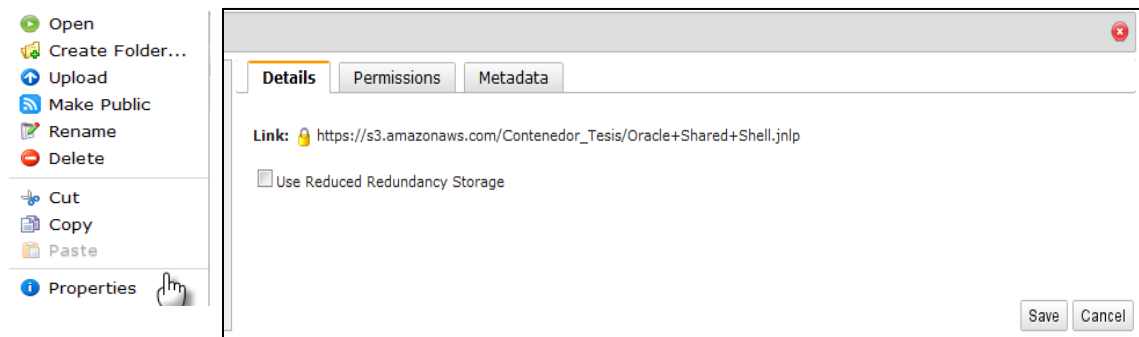 Open
Create Folder...
Upload
Make Public
Rename
Delete
Cut
Copy
Paste
Properties
Details Permissions Metadata
Link: https://s3.amazonaws.com/Contenedor_Tesis/Oracle+Shared+Shell.jnlp
Use Reduced Redundancy Storage
Save Cancel